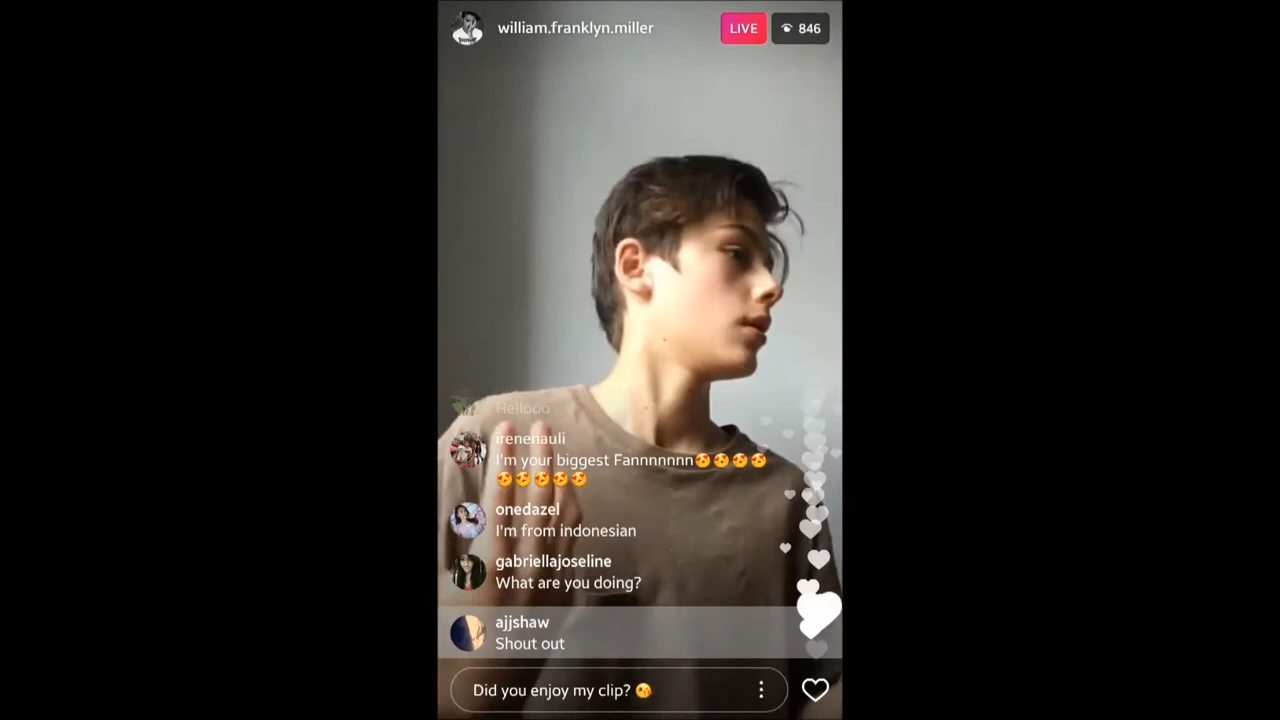 william.franklyn.miller
LIVE
846
Hellooo
irenenauli
I'm your biggest Fannnnnnn😍😍😍😍
😍😍😍😍😍
onedazel
I'm from indonesian
gabriellajoseline
What are you doing?
ajjshaw
Shout out
Did you enjoy my clip? 😘